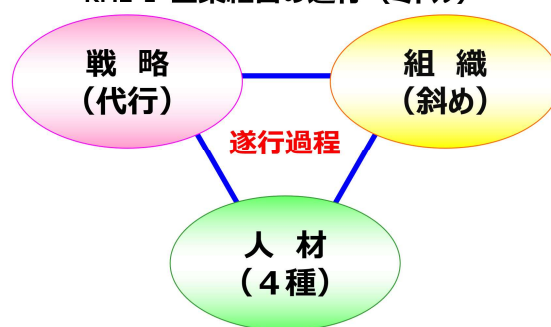 戦 略
(代行)
組 織
(斜め)
遂行過程
人 材
(4種)